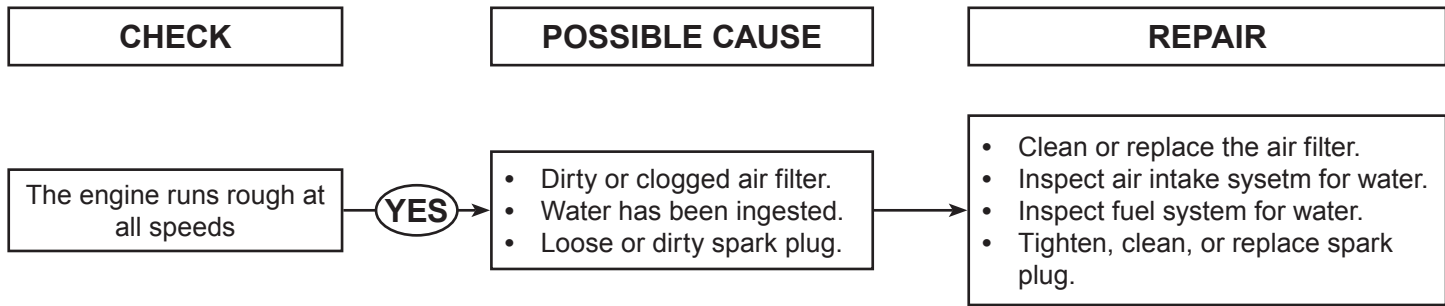 CHECK
POSSIBLE CAUSE
REPAIR
The engine runs rough at
all speeds
YES
• Dirty or clogged air filter.
• Water has been ingested.
• Loose or dirty spark plug.
• Clean or replace the air filter.
• Inspect air intake sysetm for water.
• Inspect fuel system for water.
• Tighten, clean, or replace spark
plug.